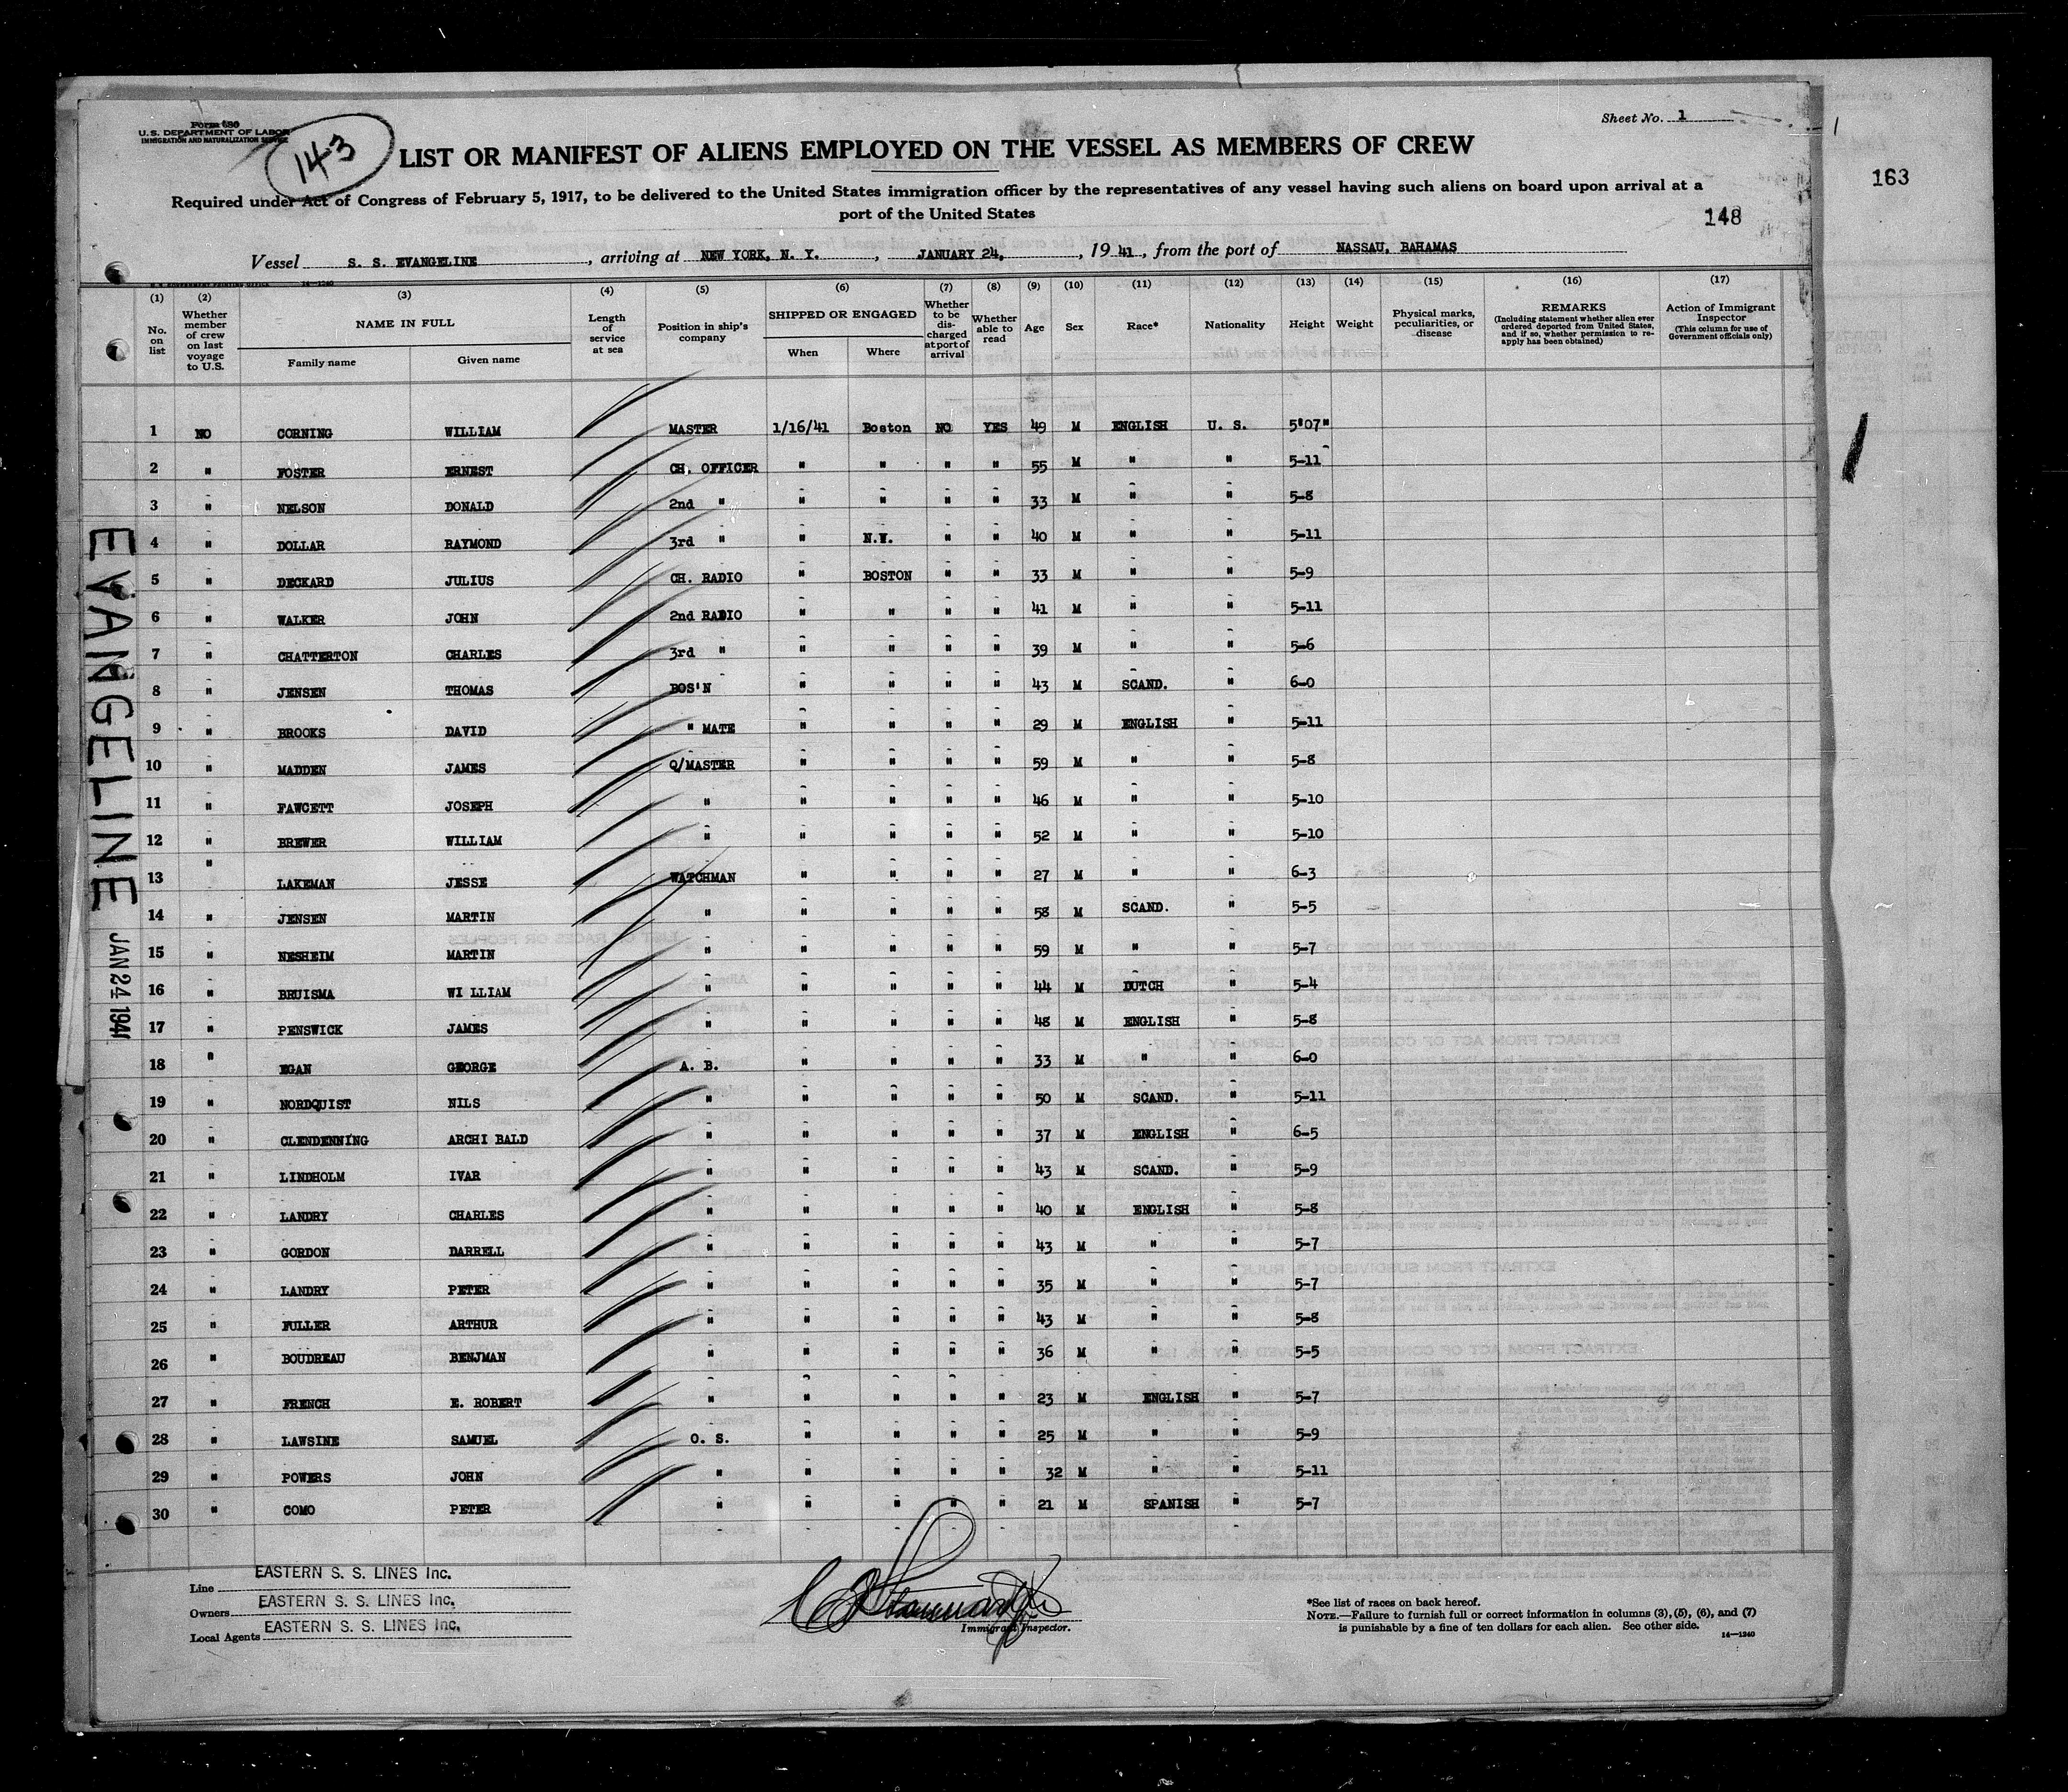 Form 680
U.S. DEPARTMENT OF LABOR
IMMIGRATION AND NATURALIZATION SERVICE
143
Sheet No. 1
LIST OR MANIFEST OF ALIENS EMPLOYED ON THE VESSEL AS MEMBERS OF CREW
163
Required under Act of Congress of February 5, 1917, to be delivered to the United States immigration officer by the representatives of any vessel having such aliens on board upon arrival at a
port of the United States
148
Vessel S. S. EVANGELINE, arriving at NEW YORK, N. Y., JANUARY 24, 1941, from the port of NASSAU, BAHAMAS
(1) No. on list
(2) Whether member of crew on last voyage to U.S.
(3) NAME IN FULL Family name Given name
(4) Length of service at sea
(5) Position in ship's company
(6) SHIPPED OR ENGAGED When Where
(7) Whether to be discharged at port of arrival
(8) Whether able to read
(9) Age
(10) Sex
(11) Race*
(12) Nationality
(13) Height
(14) Weight
(15) Physical marks, peculiarities, or disease
(16) REMARKS (Including statement whether alien ever ordered deported from United States, and if so, whether permission to reapply has been obtained)
(17) Action of Immigrant Inspector (This column for use of Government officials only)
1 NO CORNING WILLIAM MASTER 1/16/41 Boston NO YES 49 M ENGLISH U. S. 5'07"
2 " FOSTER ERNEST CH. OFFICER " " " " 55 M " " 5-11
3 " NELSON DONALD 2nd " " " " " 33 M " " 5-8
4 " DOLLAR RAYMOND 3rd " " N.Y. " " 40 M " " 5-11
5 " DECKARD JULIUS CH. RADIO " BOSTON " " 33 M " " 5-9
6 " WALKER JOHN 2nd RADIO " " " " 41 M " " 5-11
7 " CHATTERTON CHARLES 3rd " " " " " 39 M " " 5-6
8 " JENSEN THOMAS BOS'N " " " " 43 M SCAND. " 6-0
9 " BROOKS DAVID " MATE " " " " 29 M ENGLISH " 5-11
10 " MADDEN JAMES Q/MASTER " " " " 59 M " " 5-8
11 " FAWCETT JOSEPH " " " " " 46 M " " 5-10
12 " BREWER WILLIAM " " " " " 52 M " " 5-10
13 " LAKEMAN JESSE WATCHMAN " " " " 27 M " " 6-3
14 " JENSEN MARTIN " " " " " 58 M SCAND. " 5-5
15 " NESHEIM MARTIN " " " " " 59 M " " 5-7
16 " BRUISMA WI LLIAM " " " " " 44 M DUTCH " 5-4
17 " PENSWICK JAMES " " " " " 48 M ENGLISH " 5-8
18 " EGAN GEORGE A. B. " " " " 33 M " " 6-0
19 " NORDQUIST NILS " " " " " 50 M SCAND. " 5-11
20 " CLENDENNING ARCHI BALD " " " " " 37 M ENGLISH " 6-5
21 " LINDHOLM IVAR " " " " " 43 M SCAND. " 5-9
22 " LANDRY CHARLES " " " " " 40 M ENGLISH " 5-8
23 " GORDON DARRELL " " " " " 43 M " " 5-7
24 " LANDRY PETER " " " " " 35 M " " 5-7
25 " FULLER ARTHUR " " " " " 43 M " " 5-8
26 " BOUDREAU BENJMAN " " " " " 36 M " " 5-5
27 " FRENCH E. ROBERT " " " " " 23 M ENGLISH " 5-7
28 " LAWSINE SAMUEL O. S. " " " " 25 M " " 5-9
29 " POWERS JOHN " " " " " 32 M " " 5-11
30 " COMO PETER " " " " " 21 M SPANISH " 5-7
EVANGELINE JAN 24 1941
Line EASTERN S. S. LINES Inc.
Owners EASTERN S. S. LINES Inc.
Local Agents EASTERN S. S. LINES Inc.
Immigrant Inspector.
*See list of races on back hereof.
NOTE.—Failure to furnish full or correct information in columns (3), (5), (6), and (7)
is punishable by a fine of ten dollars for each alien. See other side.
14—1240